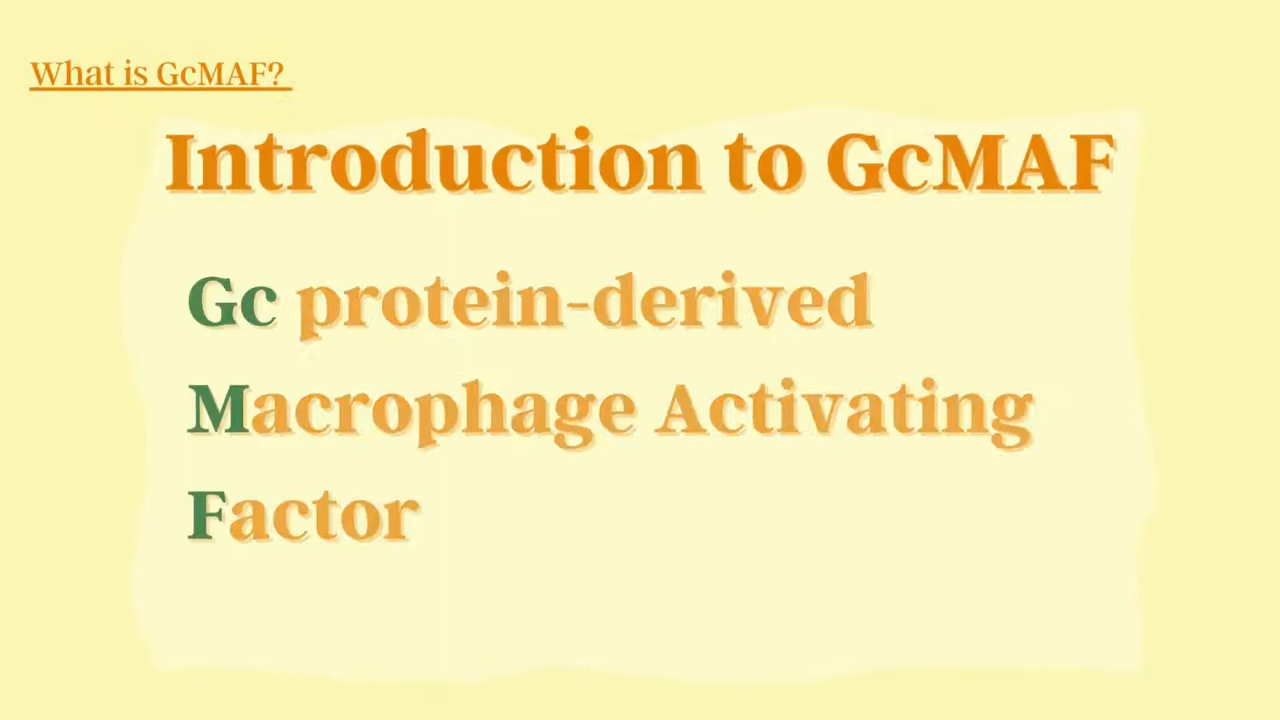 What is GcMAF?
Introduction to GcMAF
Gc protein-derived
Macrophage Activating
Factor